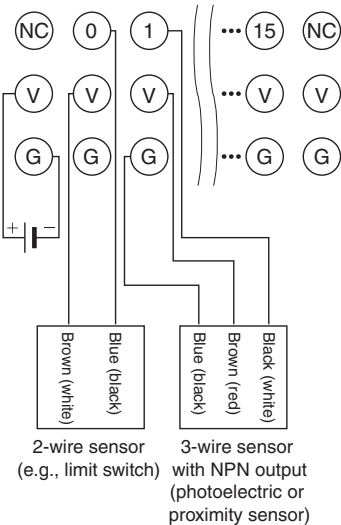 NC 0 1 ••• 15 NC
V V V ••• V V
G G G ••• G G
+ −
Brown (white)
Blue (black)
Blue (black)
Brown (red)
Black (white)
2-wire sensor
(e.g., limit switch)
3-wire sensor
with NPN output
(photoelectric or
proximity sensor)